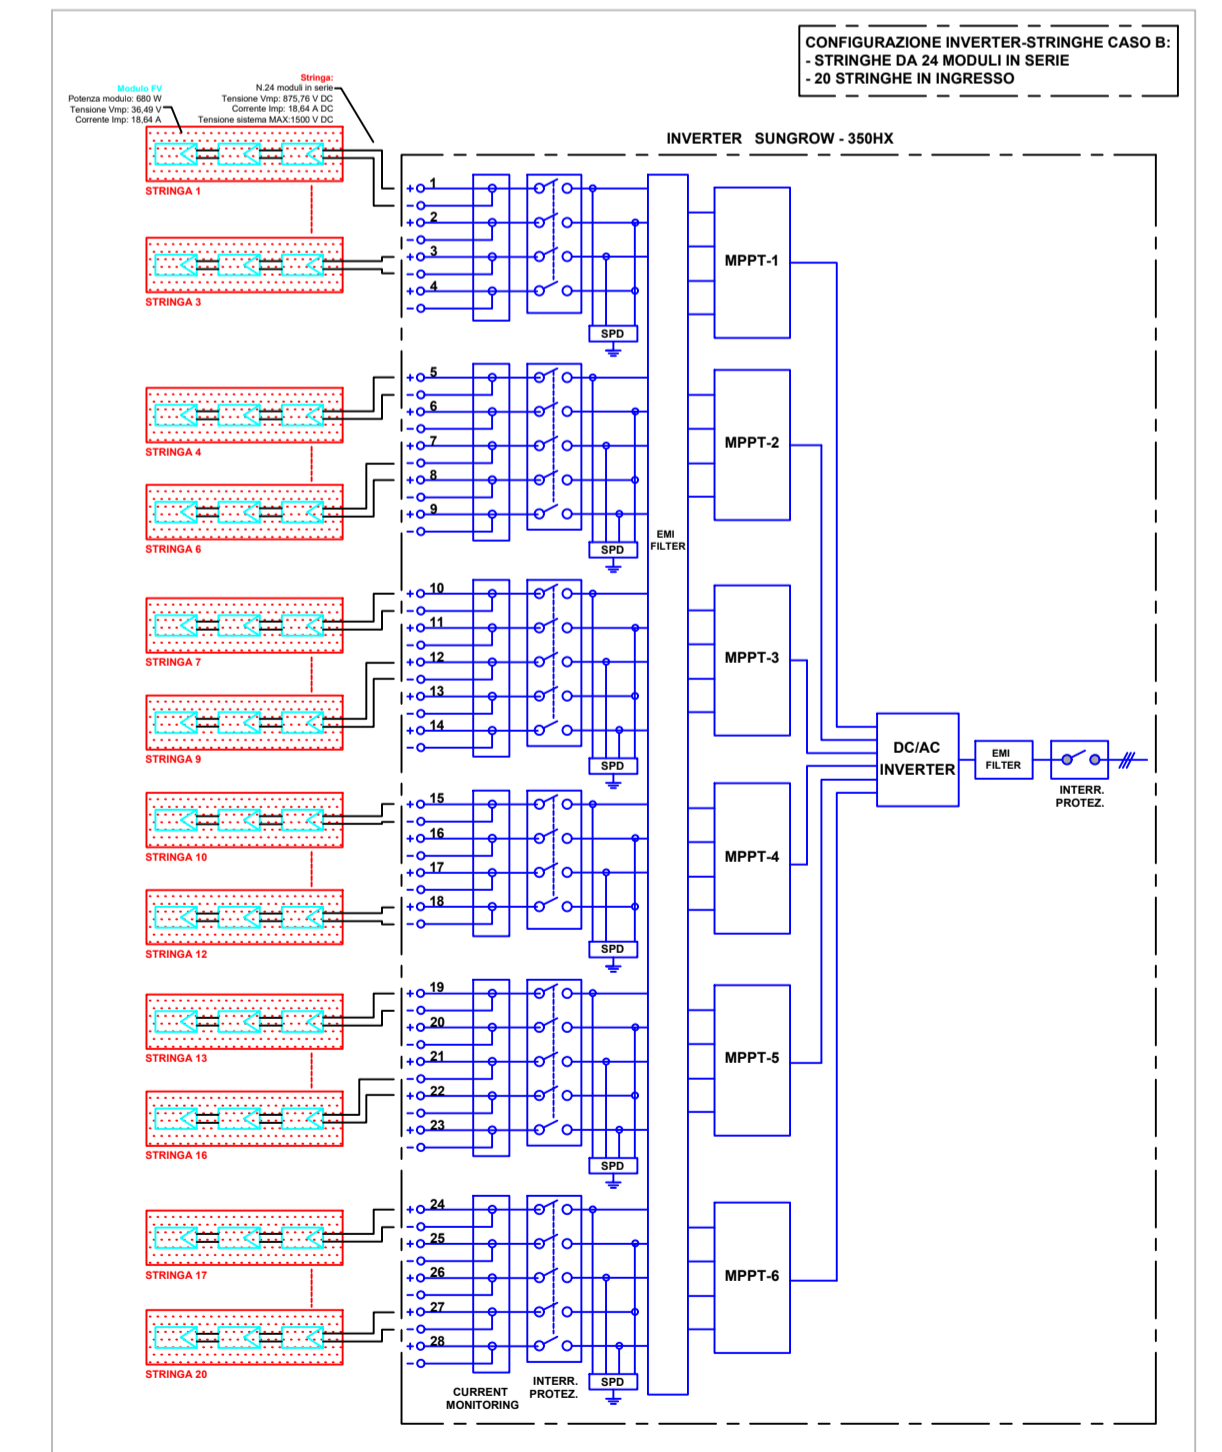 CONFIGURAZIONE INVERTER-STRINGHE CASO B:
- STRINGHE DA 24 MODULI IN SERIE
- 20 STRINGHE IN INGRESSO
Modulo FV
Potenza modulo: 680 W
Tensione Vmp: 36,49 V
Corrente Imp: 18,64 A
Stringa:
N.24 moduli in serie
Tensione Vmp: 875,76 V DC
Corrente Imp: 18,64 A DC
Tensione sistema MAX:1500 V DC
INVERTER SUNGROW - 350HX
STRINGA 1
STRINGA 3
+ 1
-
+ 2
-
+ 3
-
+ 4
-
SPD
MPPT-1
STRINGA 4
STRINGA 6
+ 5
-
+ 6
-
+ 7
-
+ 8
-
+ 9
-
SPD
MPPT-2
EMI
FILTER
STRINGA 7
STRINGA 9
+ 10
-
+ 11
-
+ 12
-
+ 13
-
+ 14
-
SPD
MPPT-3
STRINGA 10
STRINGA 12
+ 15
-
+ 16
-
+ 17
-
+ 18
-
SPD
MPPT-4
DC/AC
INVERTER
EMI
FILTER
INTERR.
PROTEZ.
STRINGA 13
STRINGA 16
+ 19
-
+ 20
-
+ 21
-
+ 22
-
+ 23
-
SPD
MPPT-5
STRINGA 17
STRINGA 20
+ 24
-
+ 25
-
+ 26
-
+ 27
-
+ 28
-
SPD
MPPT-6
CURRENT
MONITORING
INTERR.
PROTEZ.